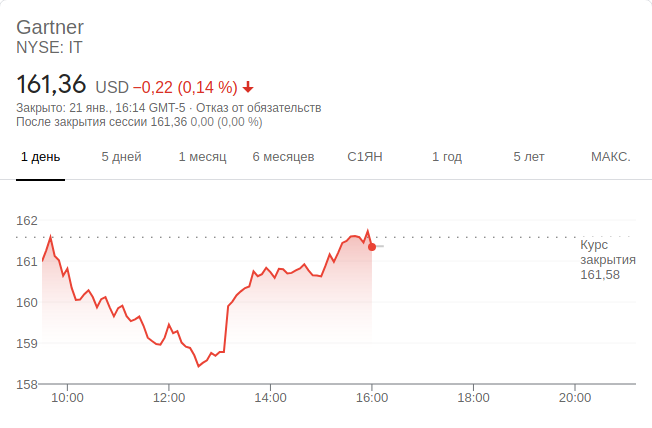 Gartner
NYSE: IT
161,36 USD −0,22 (0,14 %)
Закрыто: 21 янв., 16:14 GMT-5 · Отказ от обязательств
После закрытия сессии 161,36 0,00 (0,00 %)
1 день 5 дней 1 месяц 6 месяцев С1ЯН 1 год 5 лет МАКС.
162
161
160
159
158
Курс
закрытия
161,58
10:00 12:00 14:00 16:00 18:00 20:00